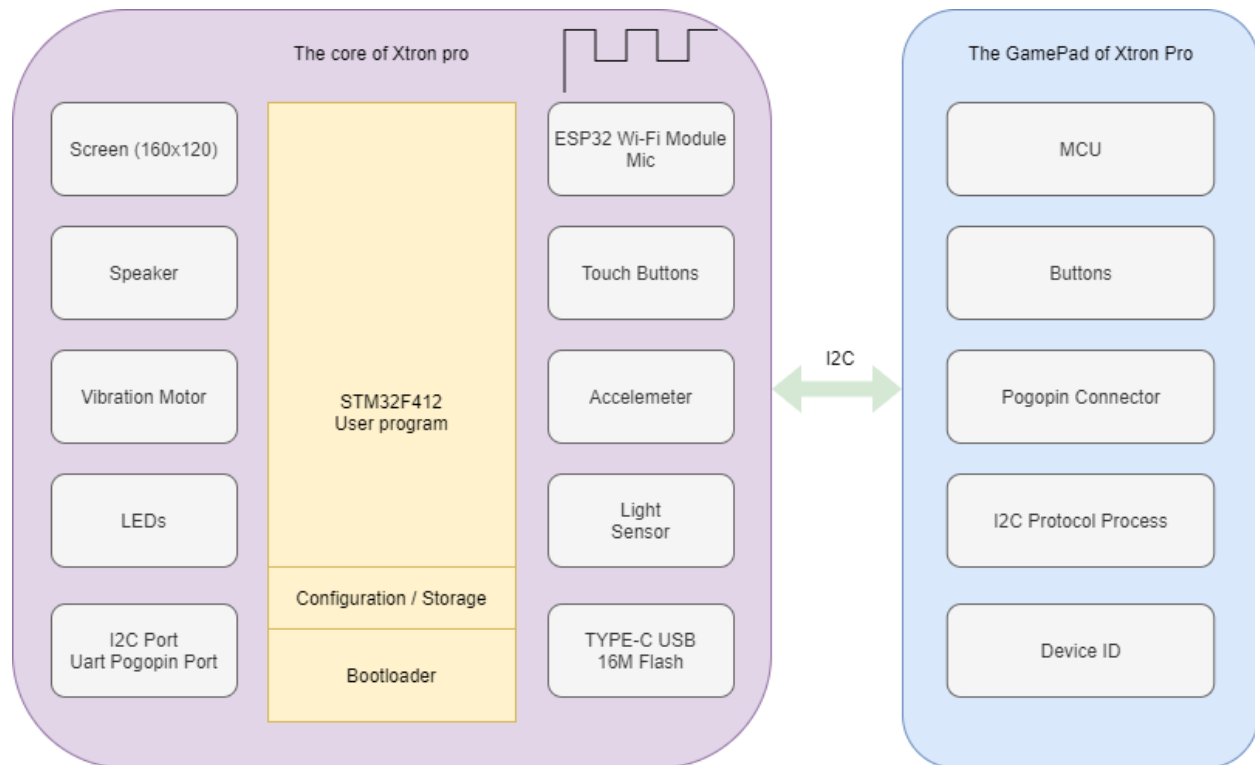 The core of Xtron pro
Screen (160x120)
Speaker
Vibration Motor
LEDs
I2C Port
Uart Pogopin Port
STM32F412
User program
Configuration / Storage
Bootloader
ESP32 Wi-Fi Module
Mic
Touch Buttons
Accelemeter
Light
Sensor
TYPE-C USB
16M Flash
I2C
The GamePad of Xtron Pro
MCU
Buttons
Pogopin Connector
I2C Protocol Process
Device ID